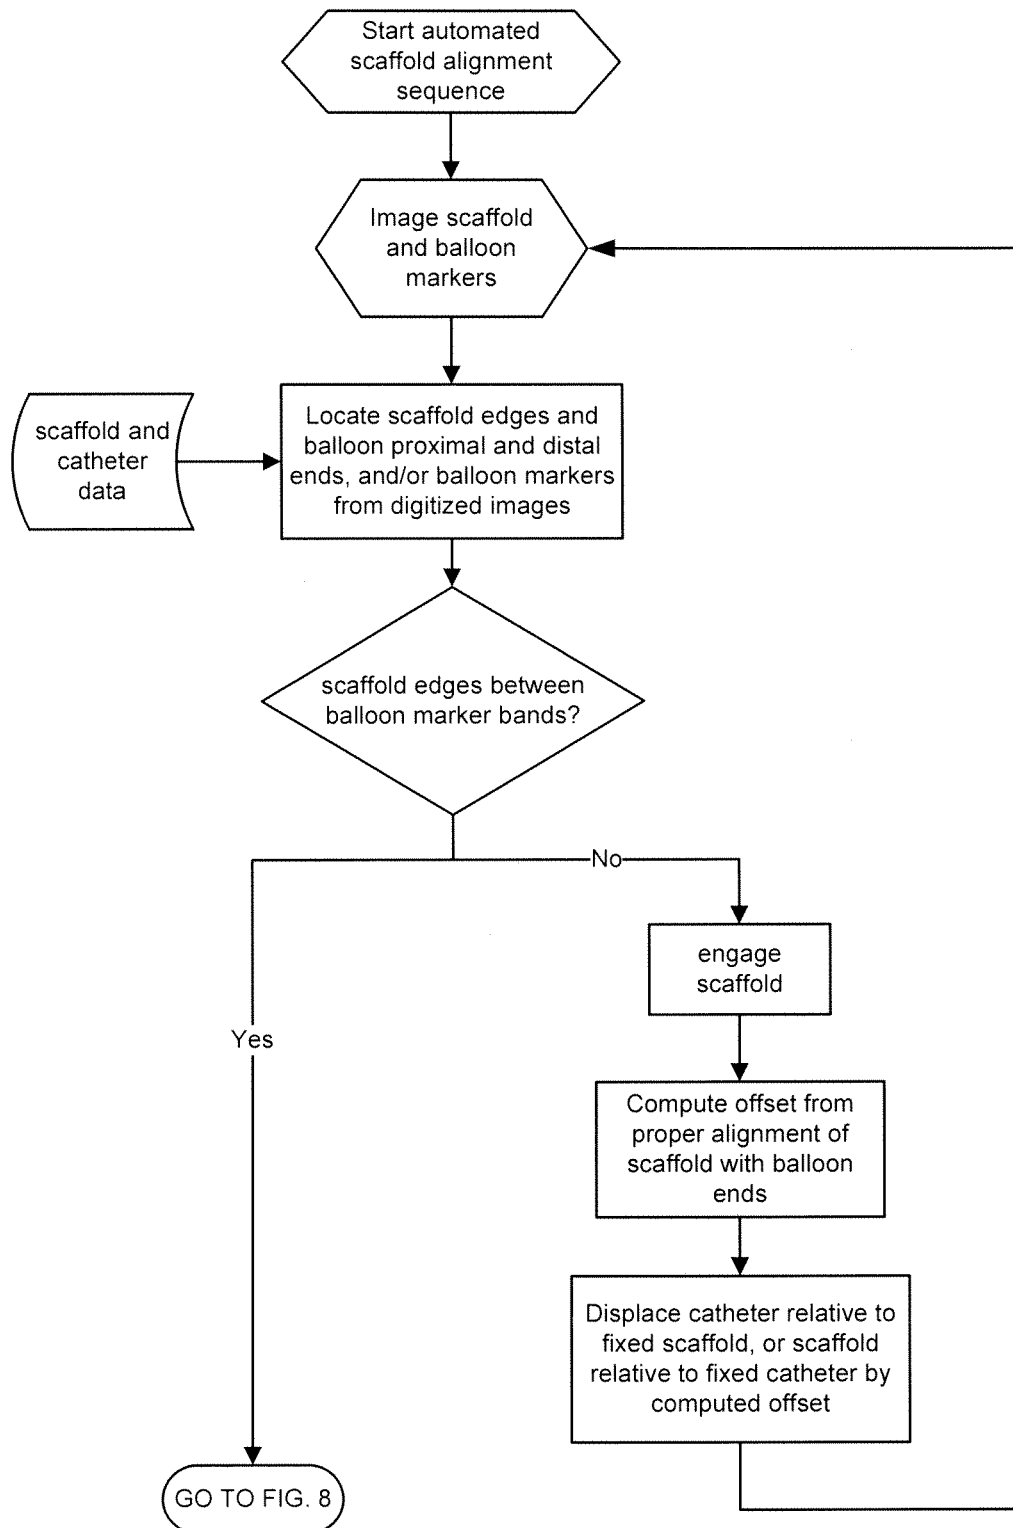 Start automated
scaffold alignment
sequence
Image scaffold
and balloon
markers
scaffold and
catheter
data
Locate scaffold edges and
balloon proximal and distal
ends, and/or balloon markers
from digitized images
scaffold edges between
balloon marker bands?
No
engage
scaffold
Yes
Compute offset from
proper alignment of
scaffold with balloon
ends
Displace catheter relative to
fixed scaffold, or scaffold
relative to fixed catheter by
computed offset
GO TO FIG. 8